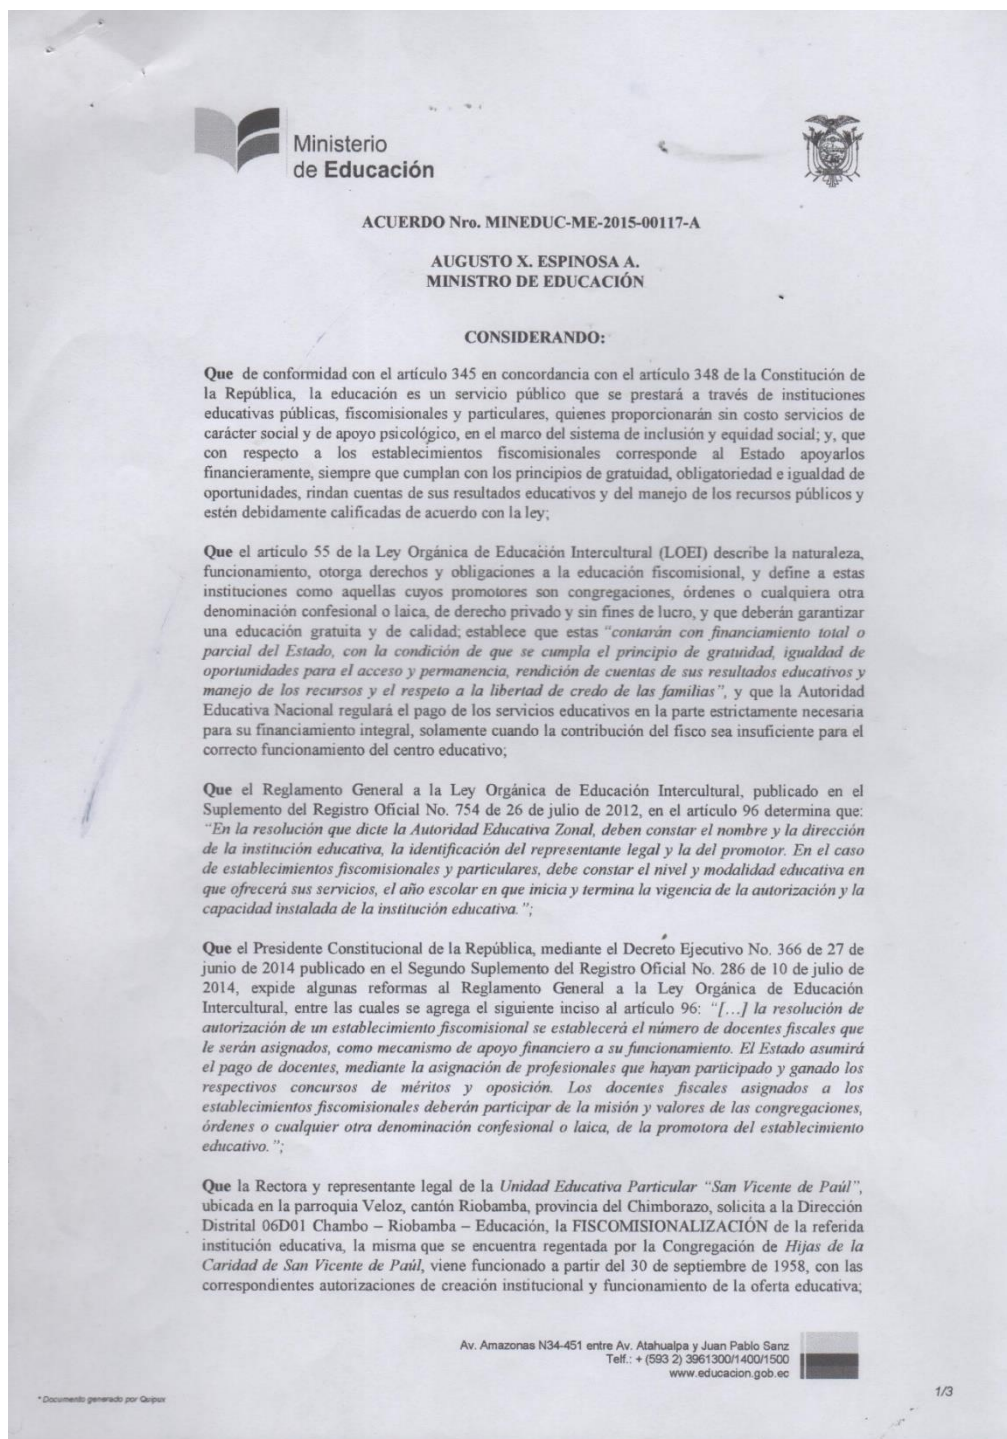 Ministerio
de Educación
ACUERDO Nro. MINEDUC-ME-2015-00117-A
AUGUSTO X. ESPINOSA A.
MINISTRO DE EDUCACIÓN
CONSIDERANDO:
Que de conformidad con el artículo 345 en concordancia con el artículo 348 de la Constitución de
la República, la educación es un servicio público que se prestará a través de instituciones
educativas públicas, fiscomisionales y particulares, quienes proporcionarán sin costo servicios de
carácter social y de apoyo psicológico, en el marco del sistema de inclusión y equidad social; y, que
con respecto a los establecimientos fiscomisionales corresponde al Estado apoyarlos
financieramente, siempre que cumplan con los principios de gratuidad, obligatoriedad e igualdad de
oportunidades, rindan cuentas de sus resultados educativos y del manejo de los recursos públicos y
estén debidamente calificadas de acuerdo con la ley;
Que el artículo 55 de la Ley Orgánica de Educación Intercultural (LOEI) describe la naturaleza,
funcionamiento, otorga derechos y obligaciones a la educación fiscomisional, y define a estas
instituciones como aquellas cuyos promotores son congregaciones, órdenes o cualquiera otra
denominación confesional o laica, de derecho privado y sin fines de lucro, y que deberán garantizar
una educación gratuita y de calidad; establece que estas "contarán con financiamiento total o
parcial del Estado, con la condición de que se cumpla el principio de gratuidad, igualdad de
oportunidades para el acceso y permanencia, rendición de cuentas de sus resultados educativos y
manejo de los recursos y el respeto a la libertad de credo de las familias", y que la Autoridad
Educativa Nacional regulará el pago de los servicios educativos en la parte estrictamente necesaria
para su financiamiento integral, solamente cuando la contribución del fisco sea insuficiente para el
correcto funcionamiento del centro educativo;
Que el Reglamento General a la Ley Orgánica de Educación Intercultural, publicado en el
Suplemento del Registro Oficial No. 754 de 26 de julio de 2012, en el artículo 96 determina que:
"En la resolución que dicte la Autoridad Educativa Zonal, deben constar el nombre y la dirección
de la institución educativa, la identificación del representante legal y la del promotor. En el caso
de establecimientos fiscomisionales y particulares, debe constar el nivel y modalidad educativa en
que ofrecerá sus servicios, el año escolar en que inicia y termina la vigencia de la autorización y la
capacidad instalada de la institución educativa.";
Que el Presidente Constitucional de la República, mediante el Decreto Ejecutivo No. 366 de 27 de
junio de 2014 publicado en el Segundo Suplemento del Registro Oficial No. 286 de 10 de julio de
2014, expide algunas reformas al Reglamento General a la Ley Orgánica de Educación
Intercultural, entre las cuales se agrega el siguiente inciso al artículo 96: "[…] la resolución de
autorización de un establecimiento fiscomisional se establecerá el número de docentes fiscales que
le serán asignados, como mecanismo de apoyo financiero a su funcionamiento. El Estado asumirá
el pago de docentes, mediante la asignación de profesionales que hayan participado y ganado los
respectivos concursos de méritos y oposición. Los docentes fiscales asignados a los
establecimientos fiscomisionales deberán participar de la misión y valores de las congregaciones,
órdenes o cualquier otra denominación confesional o laica, de la promotora del establecimiento
educativo.";
Que la Rectora y representante legal de la Unidad Educativa Particular "San Vicente de Paúl",
ubicada en la parroquia Veloz, cantón Riobamba, provincia del Chimborazo, solicita a la Dirección
Distrital 06D01 Chambo – Riobamba – Educación, la FISCOMISIONALIZACIÓN de la referida
institución educativa, la misma que se encuentra regentada por la Congregación de Hijas de la
Caridad de San Vicente de Paúl, viene funcionado a partir del 30 de septiembre de 1958, con las
correspondientes autorizaciones de creación institucional y funcionamiento de la oferta educativa;
Av. Amazonas N34-451 entre Av. Atahualpa y Juan Pablo Sanz
Telf.: + (593 2) 3961300/1400/1500
www.educacion.gob.ec
* Documento generado por Quipux
1/3